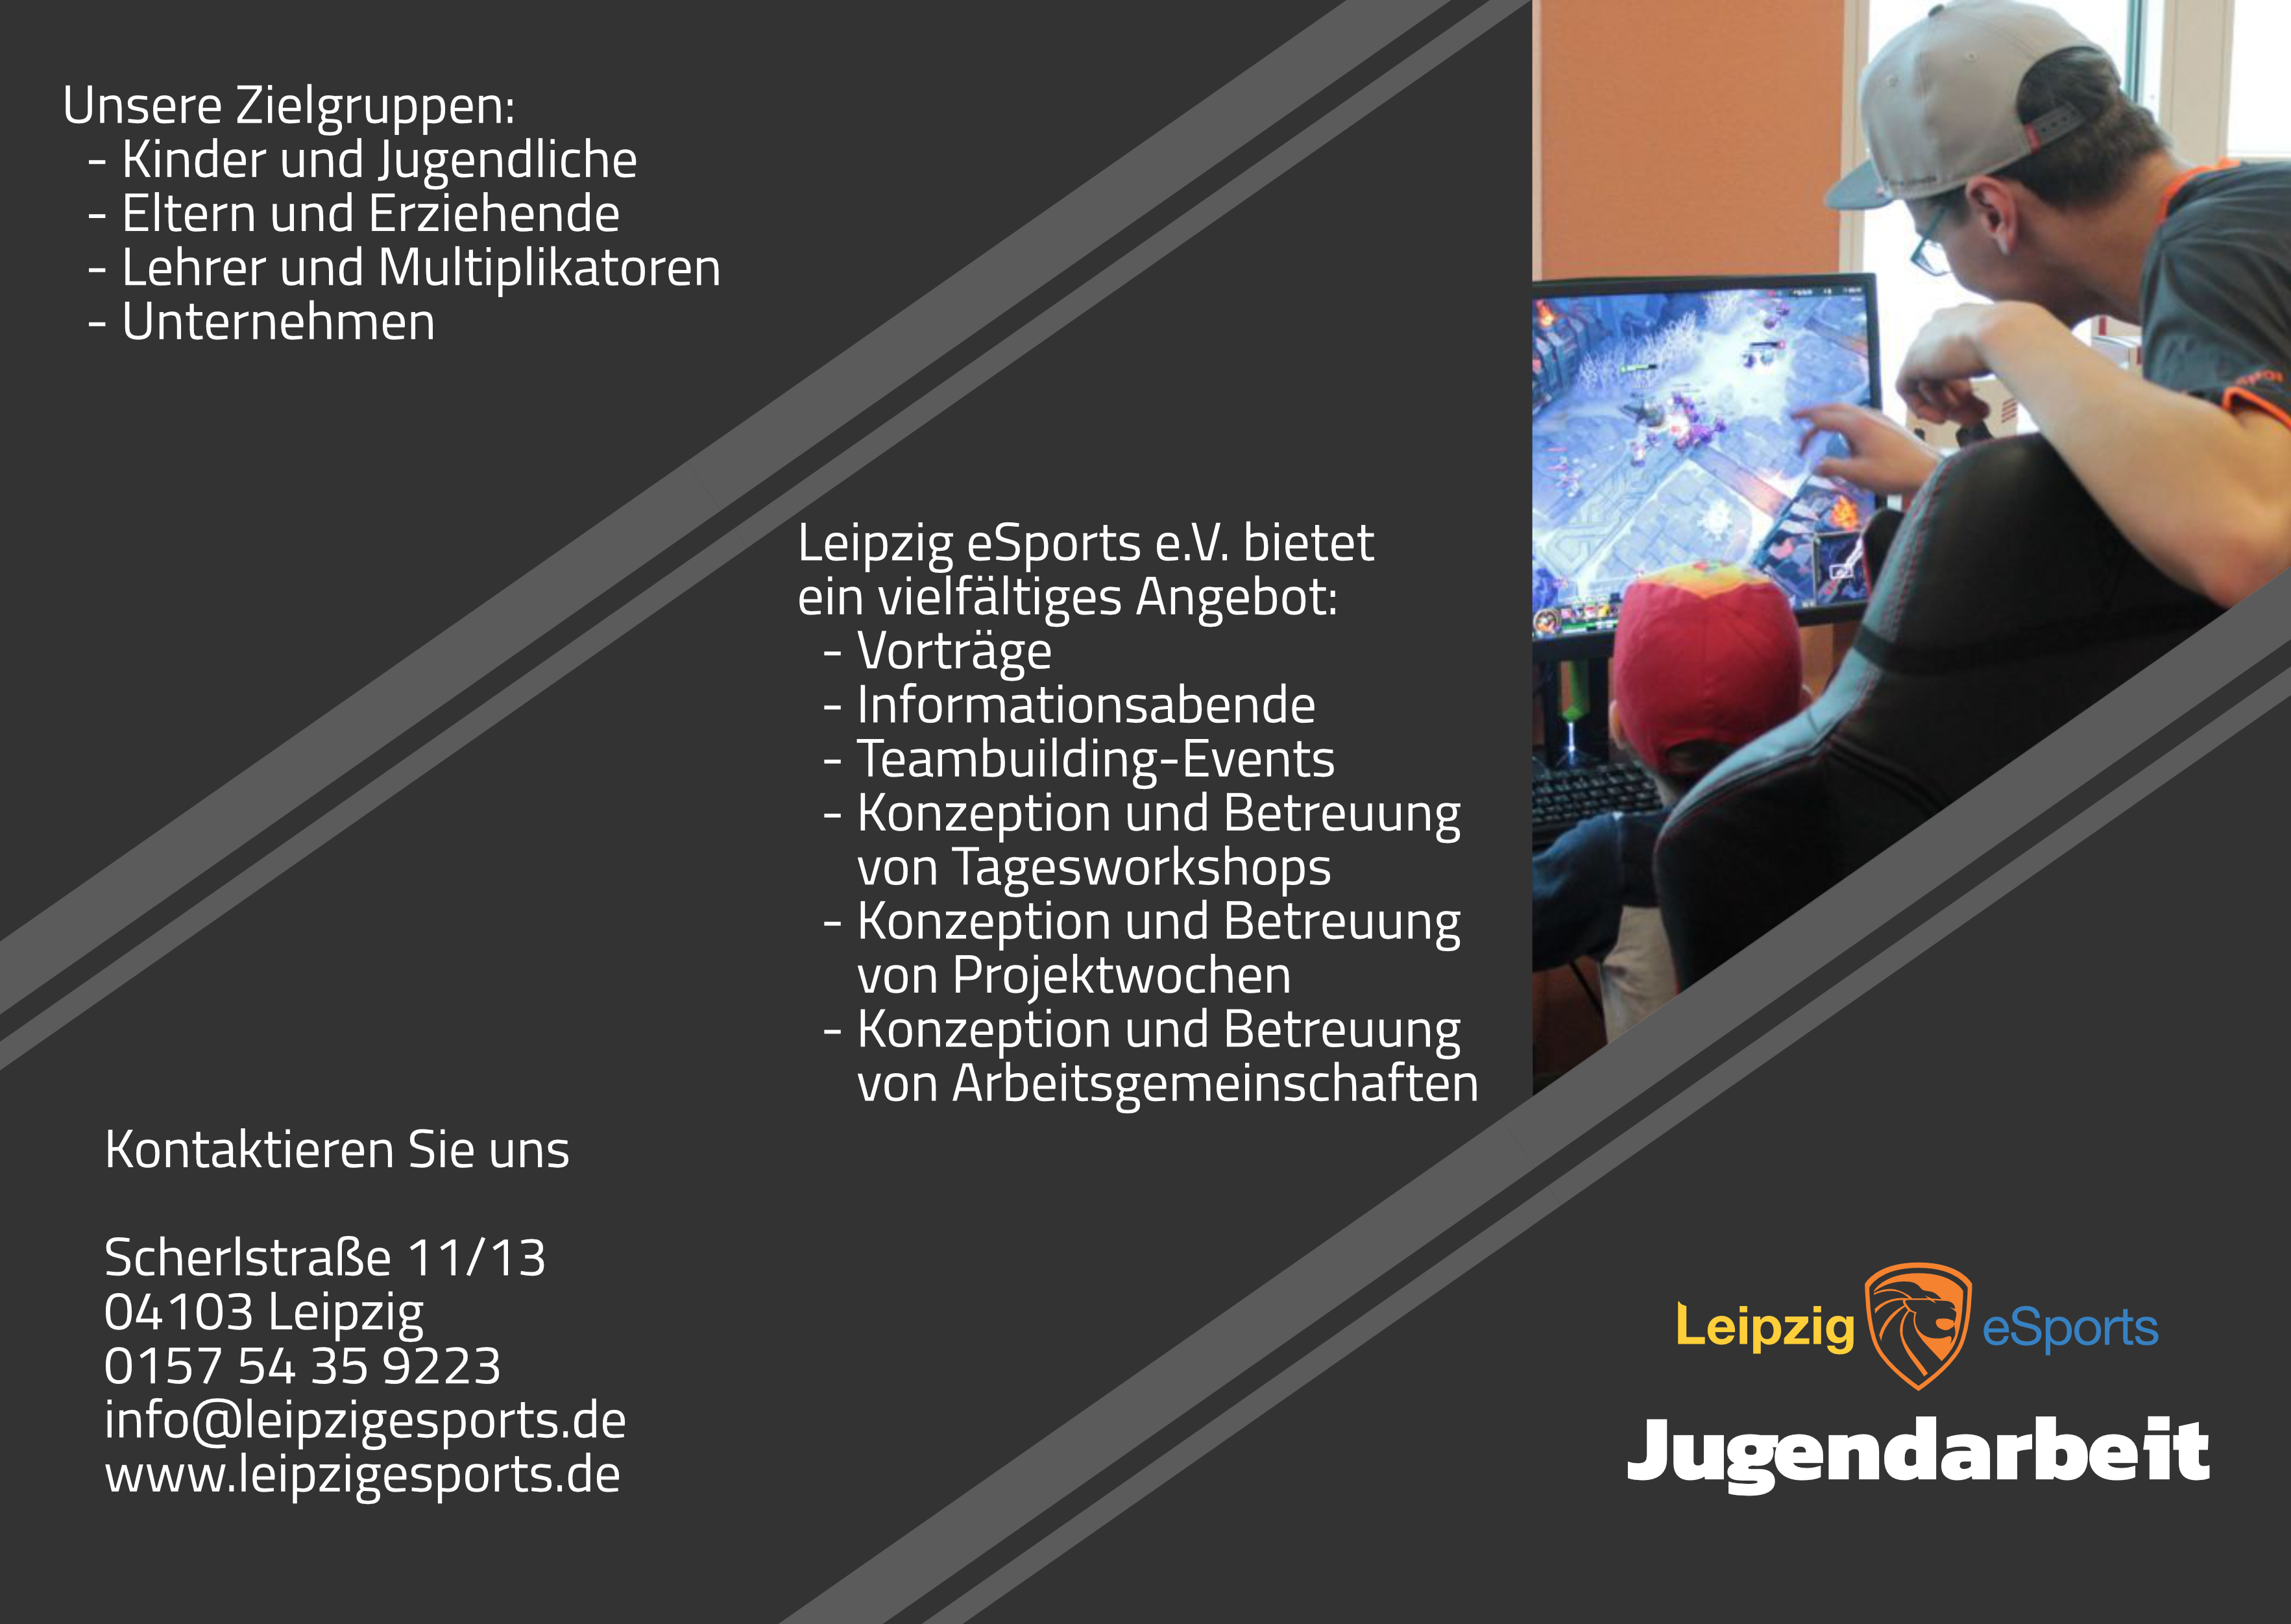 Unsere Zielgruppen:
- Kinder und Jugendliche
- Eltern und Erziehende
- Lehrer und Multiplikatoren
- Unternehmen
Leipzig eSports e.V. bietet
ein vielfältiges Angebot:
- Vorträge
- Informationsabende
- Teambuilding-Events
- Konzeption und Betreuung
von Tagesworkshops
- Konzeption und Betreuung
von Projektwochen
- Konzeption und Betreuung
von Arbeitsgemeinschaften
Kontaktieren Sie uns
Scherlstraße 11/13
04103 Leipzig
0157 54 35 9223
info@leipzigesports.de
www.leipzigesports.de
Leipzig eSports
Jugendarbeit